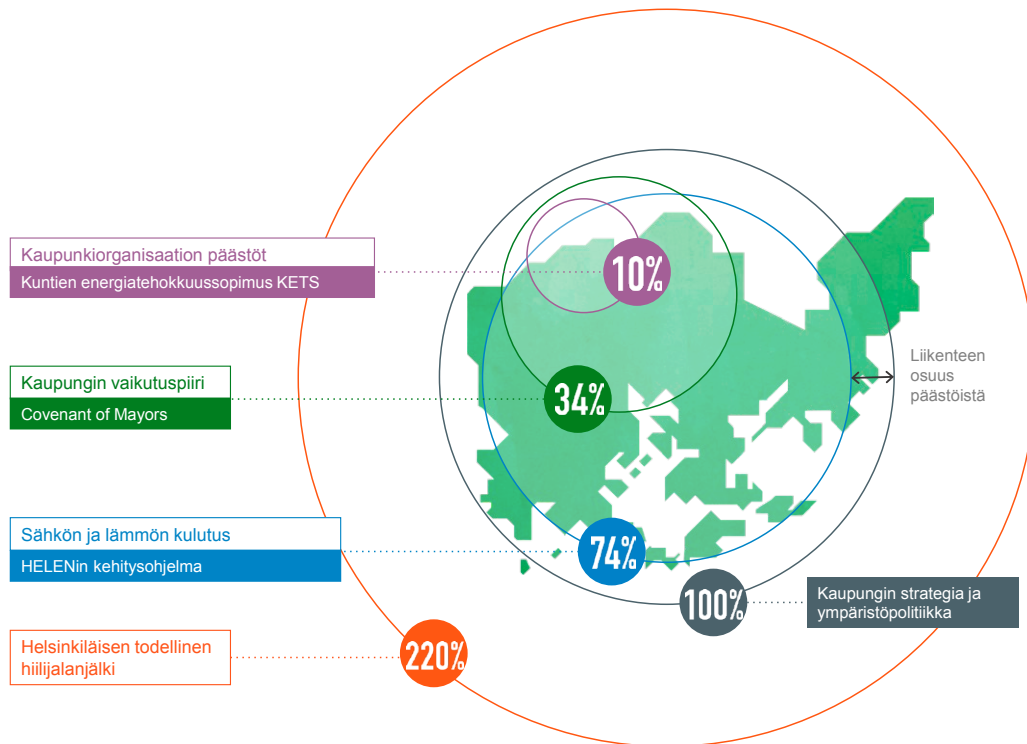 Kaupunkiorganisaation päästöt
Kuntien energiatehokkuussopimus KETS
10%
Kaupungin vaikutuspiiri
Covenant of Mayors
34%
Liikenteen
osuus
päästöistä
Sähkön ja lämmön kulutus
HELENin kehitysohjelma
74%
100%
Kaupungin strategia ja
ympäristöpolitiikka
Helsinkiläisen todellinen
hiilijalanjälki
220%